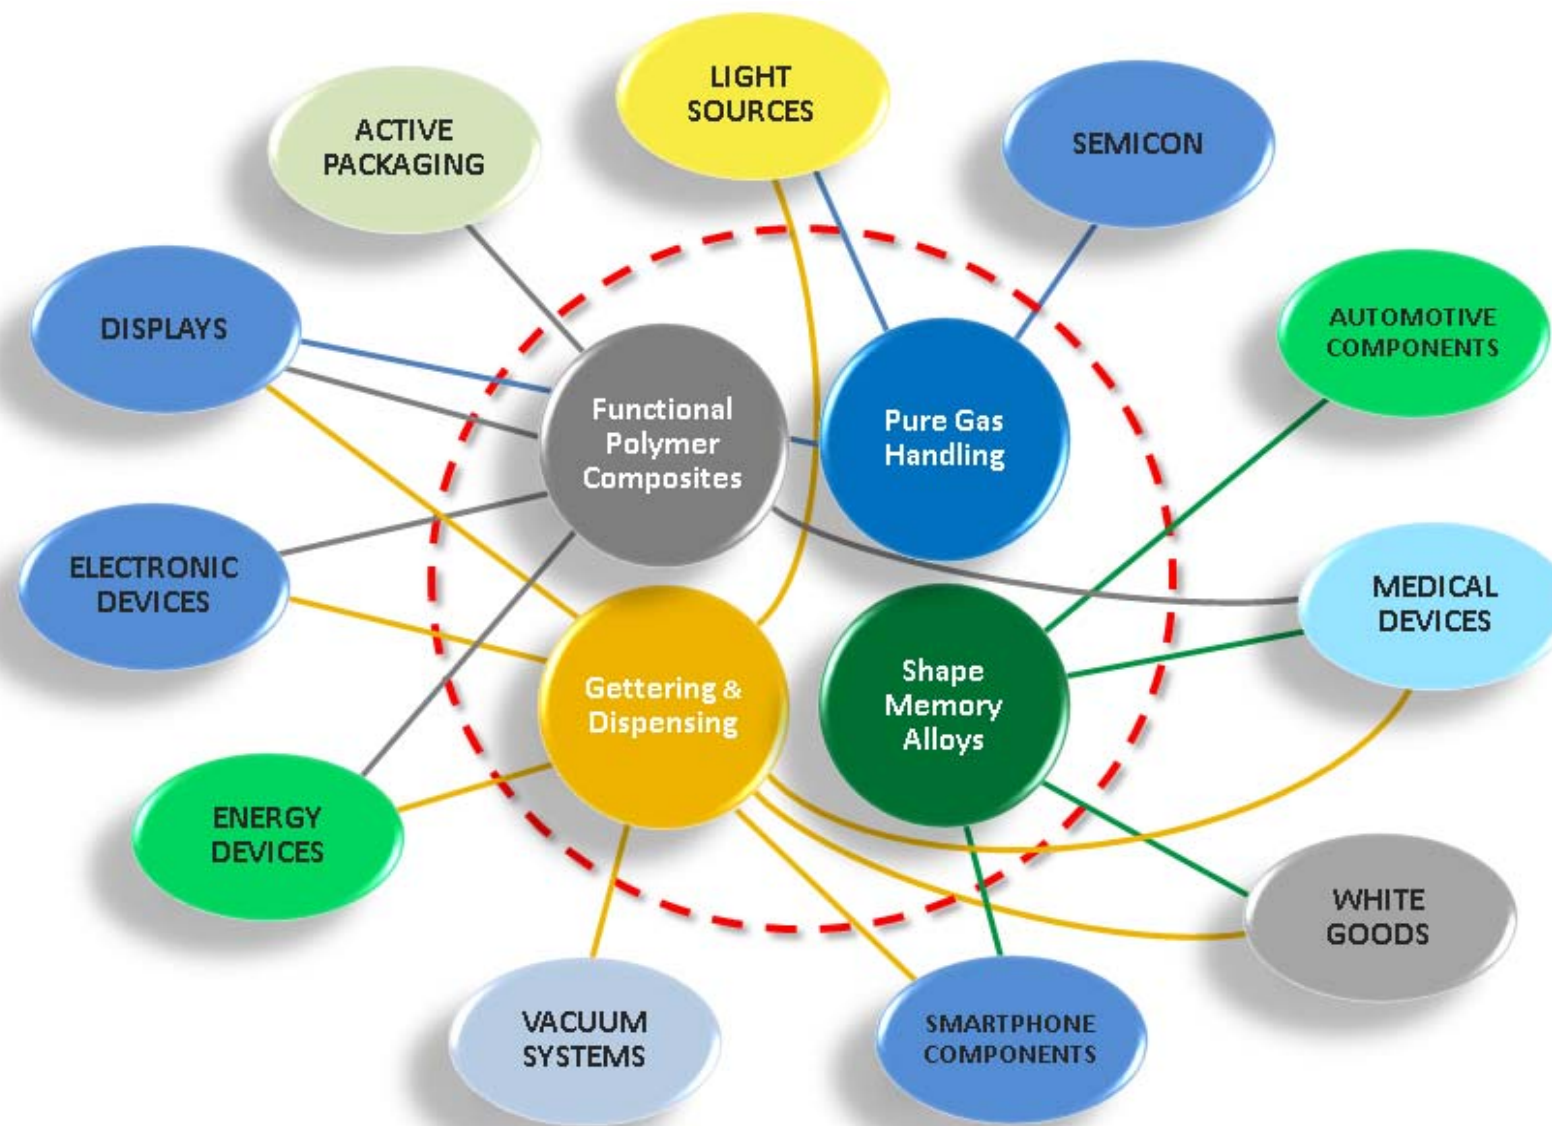 LIGHT
SOURCES
ACTIVE
PACKAGING
SEMICON
DISPLAYS
AUTOMOTIVE
COMPONENTS
Functional
Polymer
Composites
Pure Gas
Handling
ELECTRONIC
DEVICES
MEDICAL
DEVICES
Gettering &
Dispensing
Shape
Memory
Alloys
ENERGY
DEVICES
WHITE
GOODS
VACUUM
SYSTEMS
SMARTPHONE
COMPONENTS